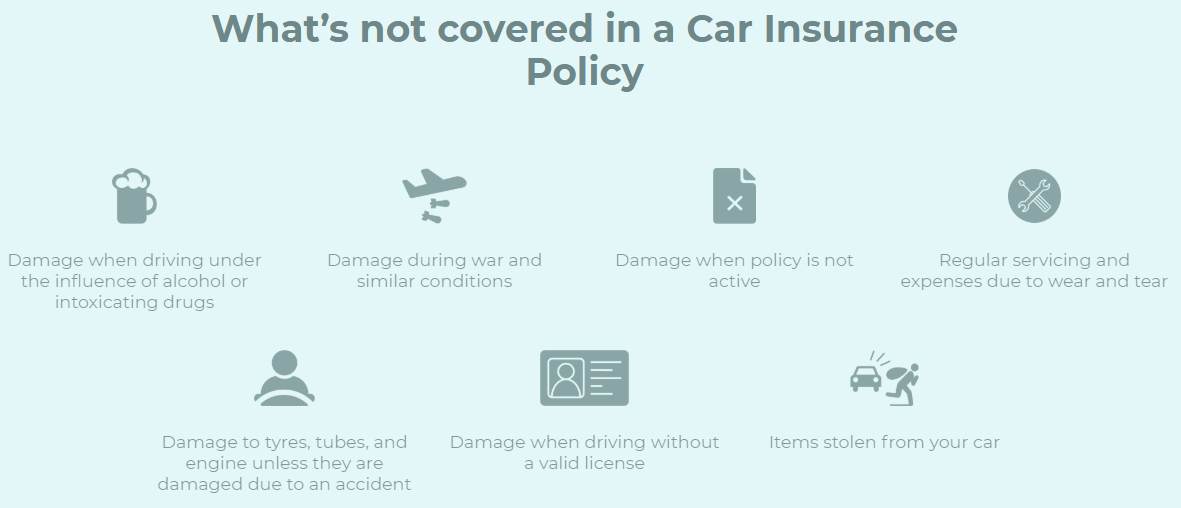 What’s not covered in a Car Insurance
Policy
Damage when driving under
the influence of alcohol or
intoxicating drugs
Damage during war and
similar conditions
Damage when policy is not
active
Regular servicing and
expenses due to wear and tear
Damage to tyres, tubes, and
engine unless they are
damaged due to an accident
Damage when driving without
a valid license
Items stolen from your car